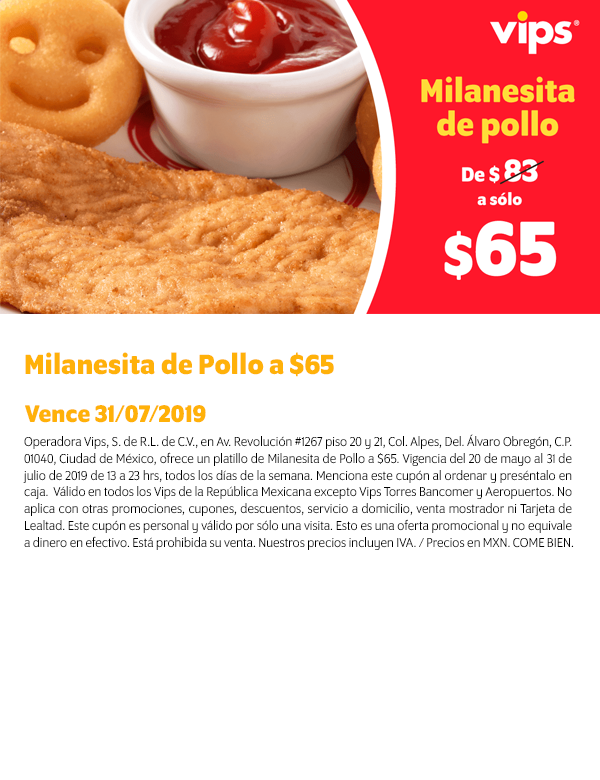 vips®
Milanesita
de pollo
De $ 83
a sólo
$65
Milanesita de Pollo a $65
Vence 31/07/2019
Operadora Vips, S. de R.L. de C.V., en Av. Revolución #1267 piso 20 y 21, Col. Alpes, Del. Álvaro Obregón, C.P.
01040, Ciudad de México, ofrece un platillo de Milanesita de Pollo a $65. Vigencia del 20 de mayo al 31 de
julio de 2019 de 13 a 23 hrs, todos los días de la semana. Menciona este cupón al ordenar y preséntalo en
caja. Válido en todos los Vips de la República Mexicana excepto Vips Torres Bancomer y Aeropuertos. No
aplica con otras promociones, cupones, descuentos, servicio a domicilio, venta mostrador ni Tarjeta de
Lealtad. Este cupón es personal y válido por sólo una visita. Esto es una oferta promocional y no equivale
a dinero en efectivo. Está prohibida su venta. Nuestros precios incluyen IVA. / Precios en MXN. COME BIEN.